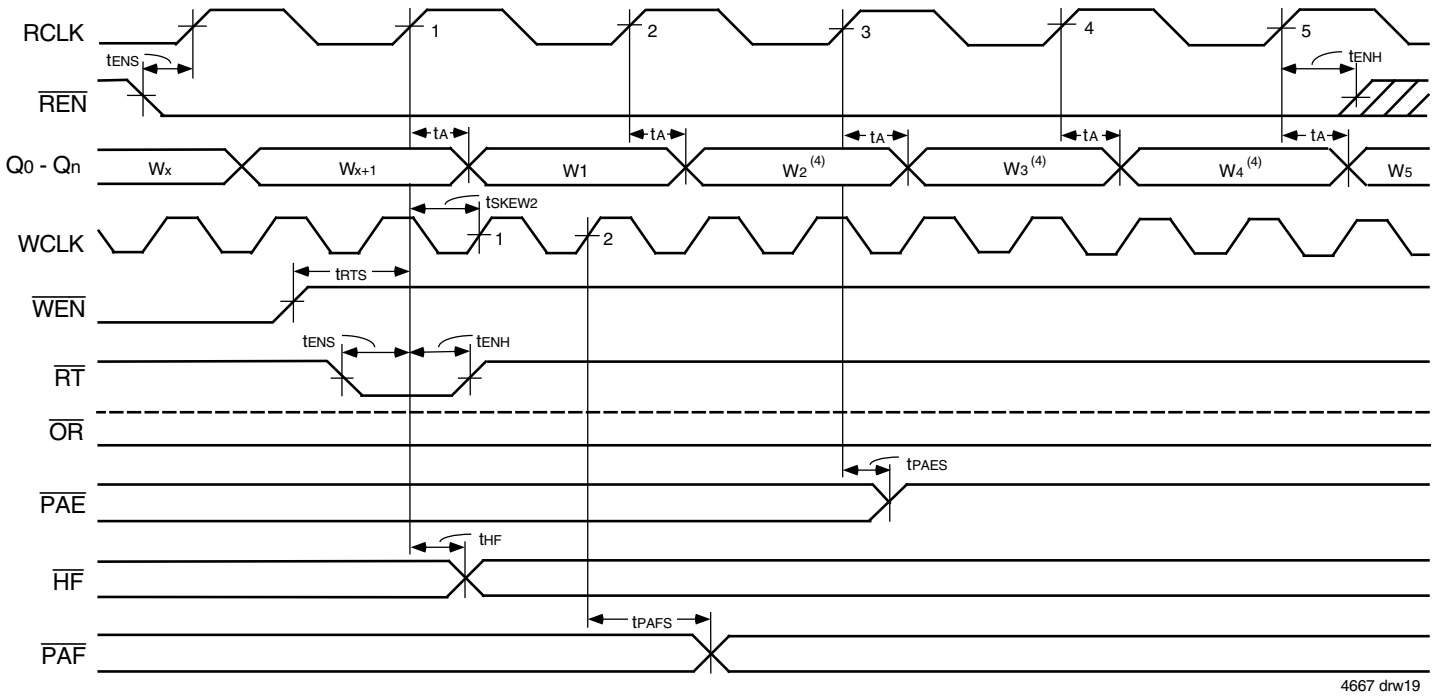 RCLK 1 2 3 4 5
tENS tENH
REN
tA tA tA tA tA
Q0 - Qn Wx Wx+1 W1 W2(4) W3(4) W4(4) W5
tSKEW2
WCLK 1 2
tRTS
WEN
tENS tENH
RT
OR
tPAES
PAE
tHF
HF
tPAFS
PAF
4667 drw19